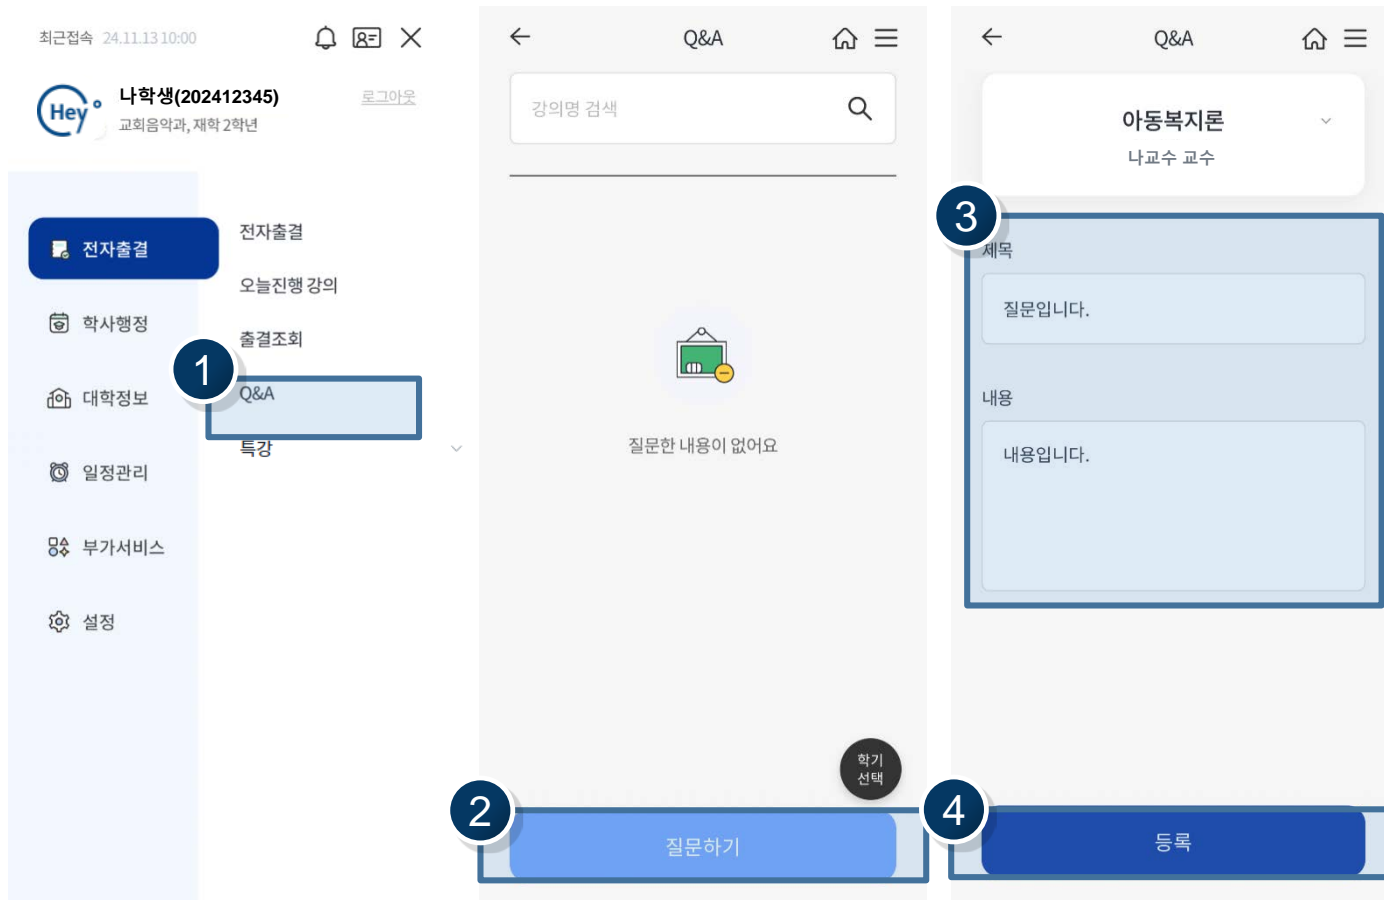 최근접속 24.11.13 10:00
Hey
나학생(202412345)
로그아웃
교회음악과, 재학 2학년
전자출결
학사행정
대학정보
일정관리
부가서비스
설정
전자출결
오늘진행 강의
출결조회
1
Q&A
특강
Q&A
강의명 검색
질문한 내용이 없어요
학기
선택
2
질문하기
Q&A
아동복지론
나교수 교수
3
제목
질문입니다.
내용
내용입니다.
4
등록